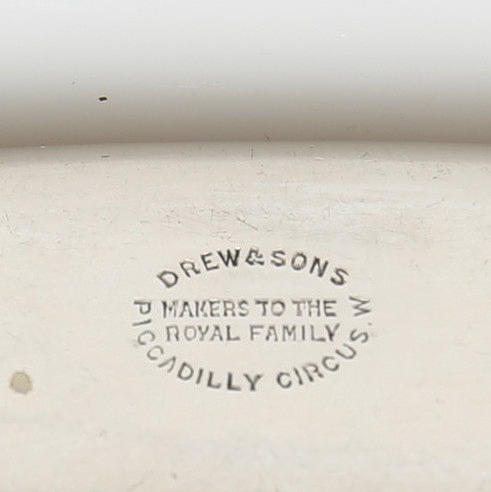 DREW & SONS
MAKERS TO THE
ROYAL FAMILY
PICCADILLY CIRCUS. W